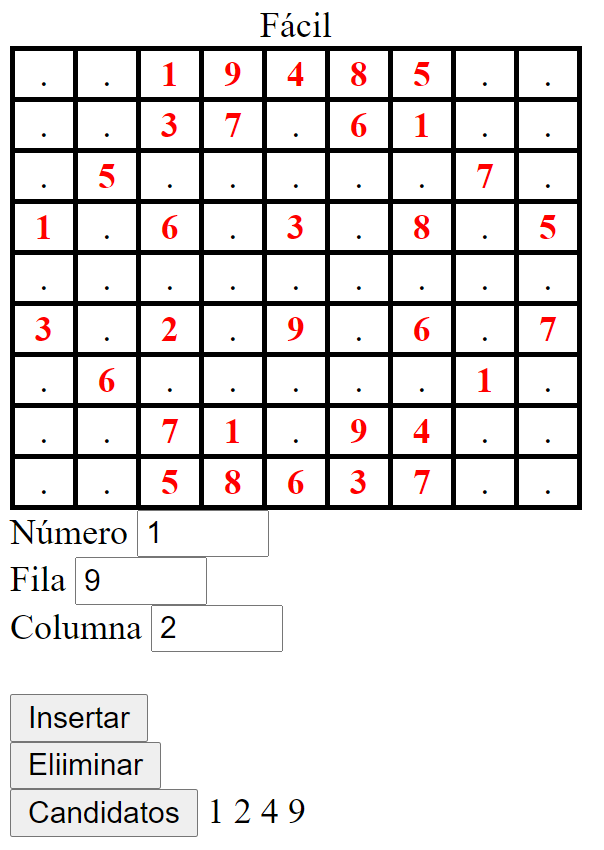 Fácil
. . 1 9 4 8 5 . .
. . 3 7 . 6 1 . .
. 5 . . . . . 7 .
1 . 6 . 3 . 8 . 5
. . . . . . . . .
3 . 2 . 9 . 6 . 7
. 6 . . . . . 1 .
. . 7 1 . 9 4 . .
. . 5 8 6 3 7 . .
Número 1
Fila 9
Columna 2
Insertar
Eliiminar
Candidatos 1 2 4 9